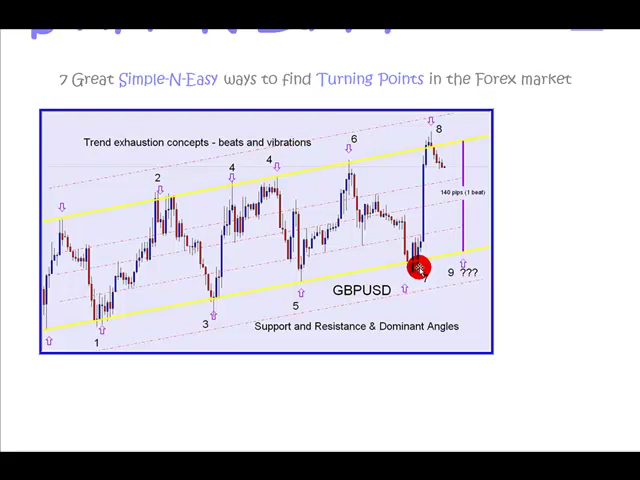 7 Great Simple-N-Easy ways to find Turning Points in the Forex market
Trend exhaustion concepts - beats and vibrations
8
6
4
4
2
140 pips (1 beat)
7
9 ???
GBPUSD
5
3
1
Support and Resistance & Dominant Angles